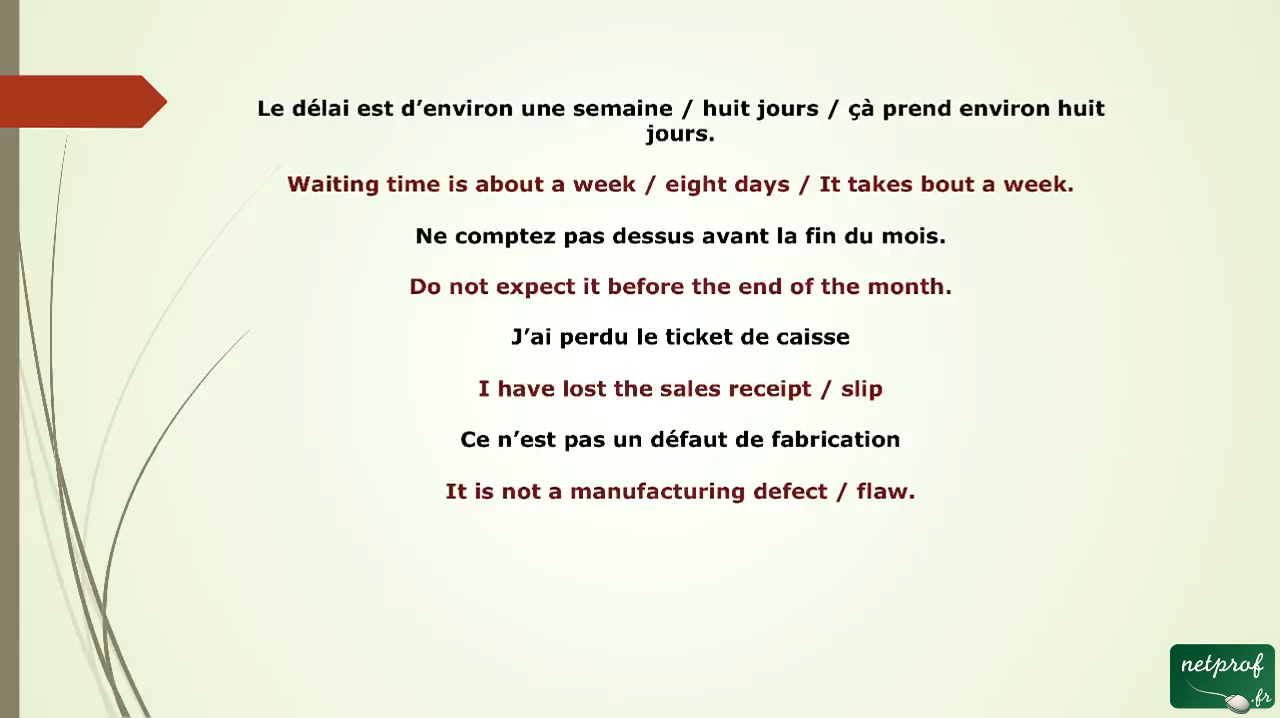 Le délai est d’environ une semaine / huit jours / çà prend environ huit
jours.
Waiting time is about a week / eight days / It takes bout a week.
Ne comptez pas dessus avant la fin du mois.
Do not expect it before the end of the month.
J’ai perdu le ticket de caisse
I have lost the sales receipt / slip
Ce n’est pas un défaut de fabrication
It is not a manufacturing defect / flaw.
netprof
.fr